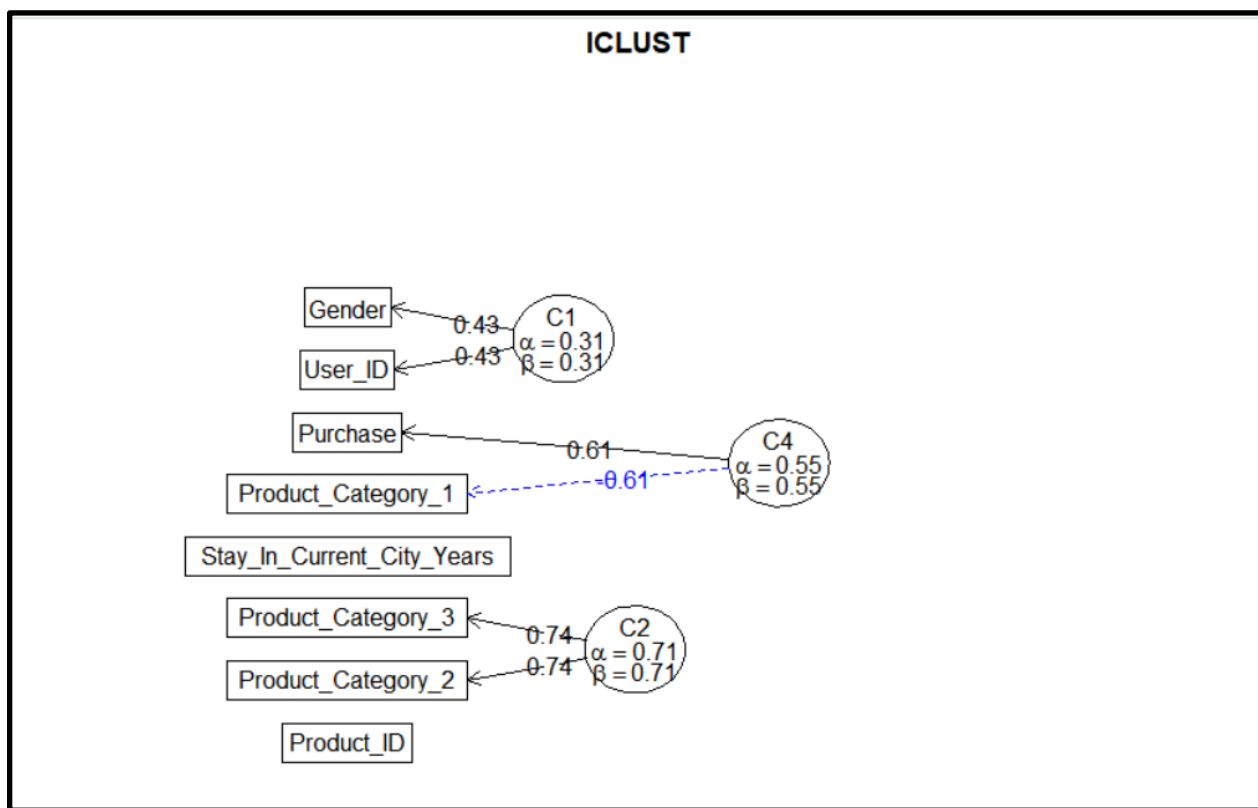 ICLUST
Gender
0.43
C1
α = 0.31
β = 0.31
User_ID
0.43
Purchase
0.61
C4
α = 0.55
β = 0.55
Product_Category_1
-0.61
Stay_In_Current_City_Years
Product_Category_3
0.74
C2
α = 0.71
β = 0.71
Product_Category_2
0.74
Product_ID